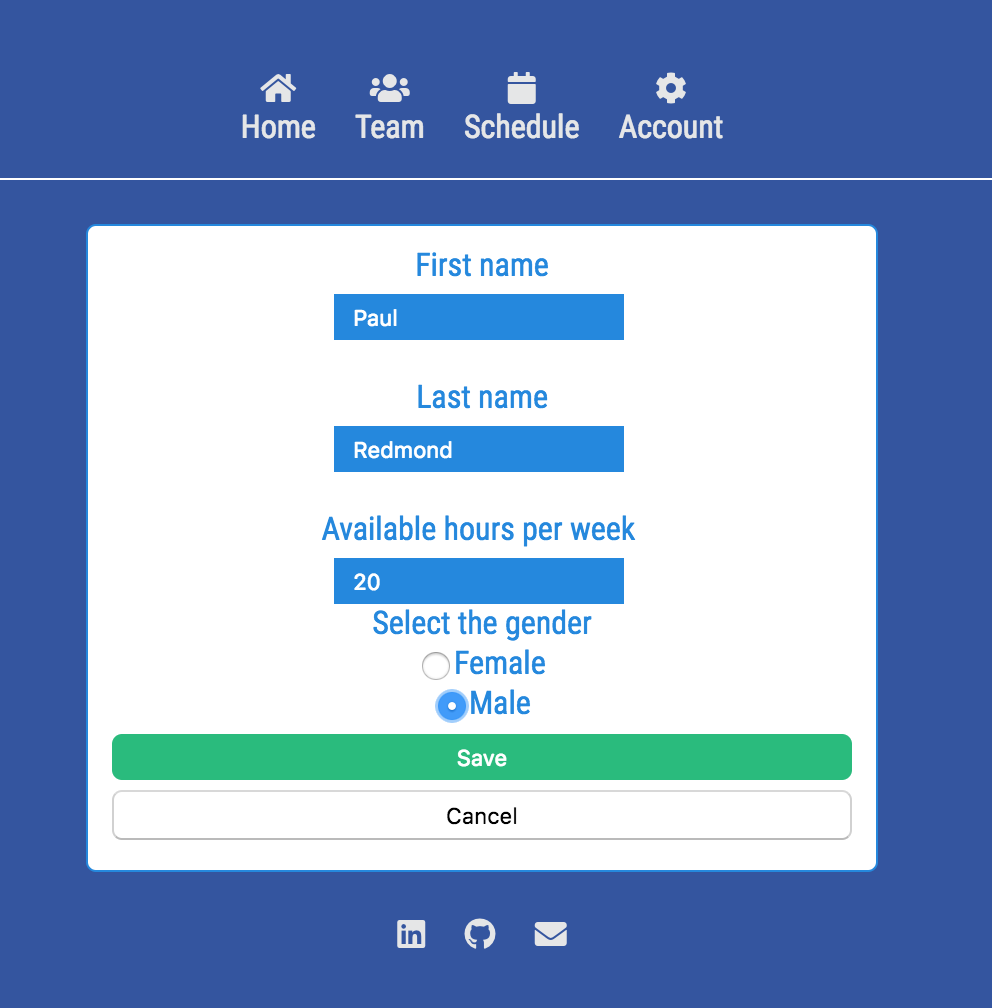 Home Team Schedule Account
First name
Paul
Last name
Redmond
Available hours per week
20
Select the gender
Female
Male
Save
Cancel
in